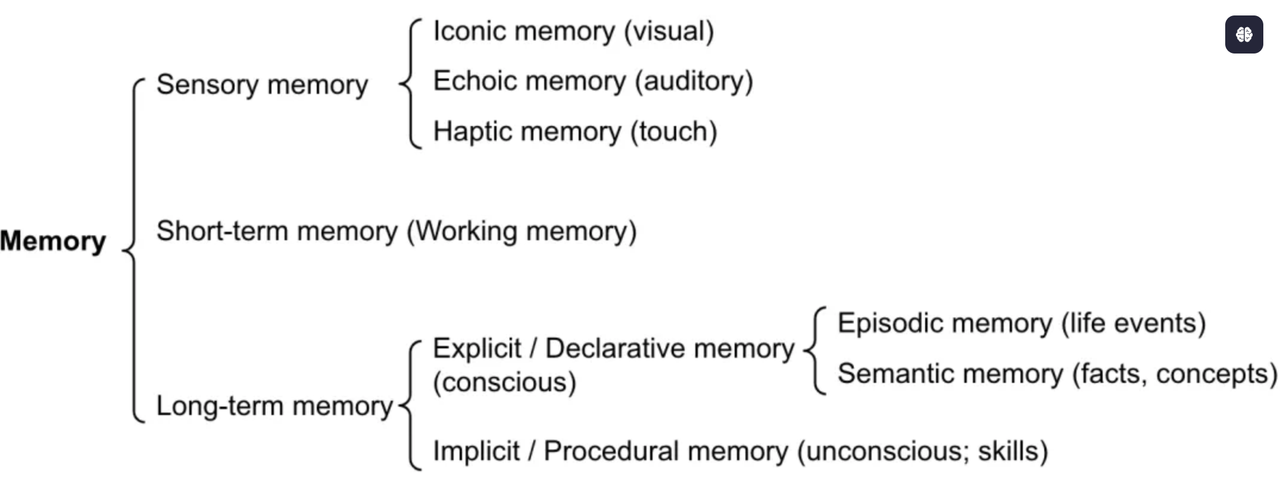 Memory
Sensory memory
Iconic memory (visual)
Echoic memory (auditory)
Haptic memory (touch)
Short-term memory (Working memory)
Long-term memory
Explicit / Declarative memory
(conscious)
Episodic memory (life events)
Semantic memory (facts, concepts)
Implicit / Procedural memory (unconscious; skills)